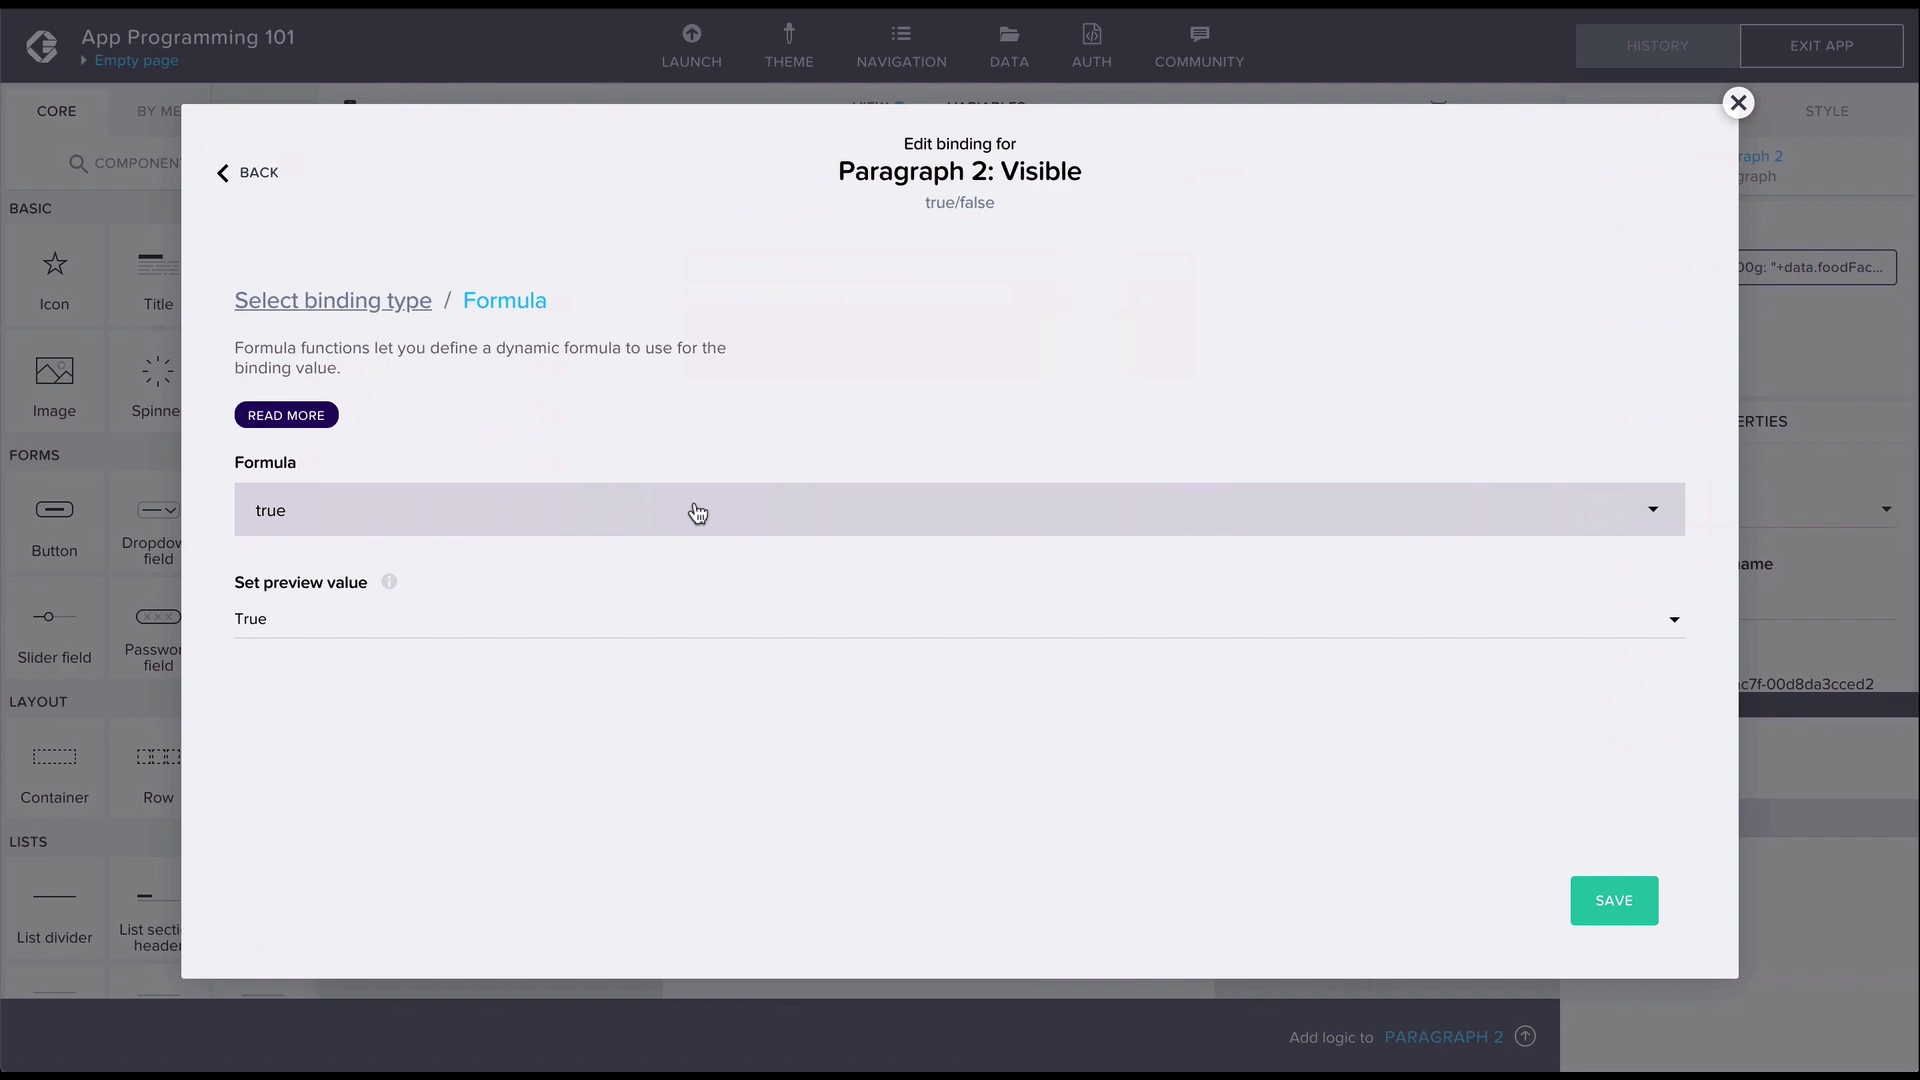 App Programming 101
Empty page
LAUNCH
THEME
NAVIGATION
DATA
AUTH
COMMUNITY
HISTORY
EXIT APP
CORE
BY ME
STYLE
COMPONENT
BASIC
Icon
Title
Image
Spinne
FORMS
Button
Dropdow
field
Slider field
Passwor
field
LAYOUT
Container
Row
LISTS
List divider
List secti
header
BACK
Edit binding for
Paragraph 2: Visible
true/false
Select binding type / Formula
Formula functions let you define a dynamic formula to use for the
binding value.
READ MORE
Formula
true
Set preview value
True
SAVE
raph 2
graph
00g: "+data.foodFac...
ERTIES
ame
ac7f-00d8da3cced2
Add logic to PARAGRAPH 2